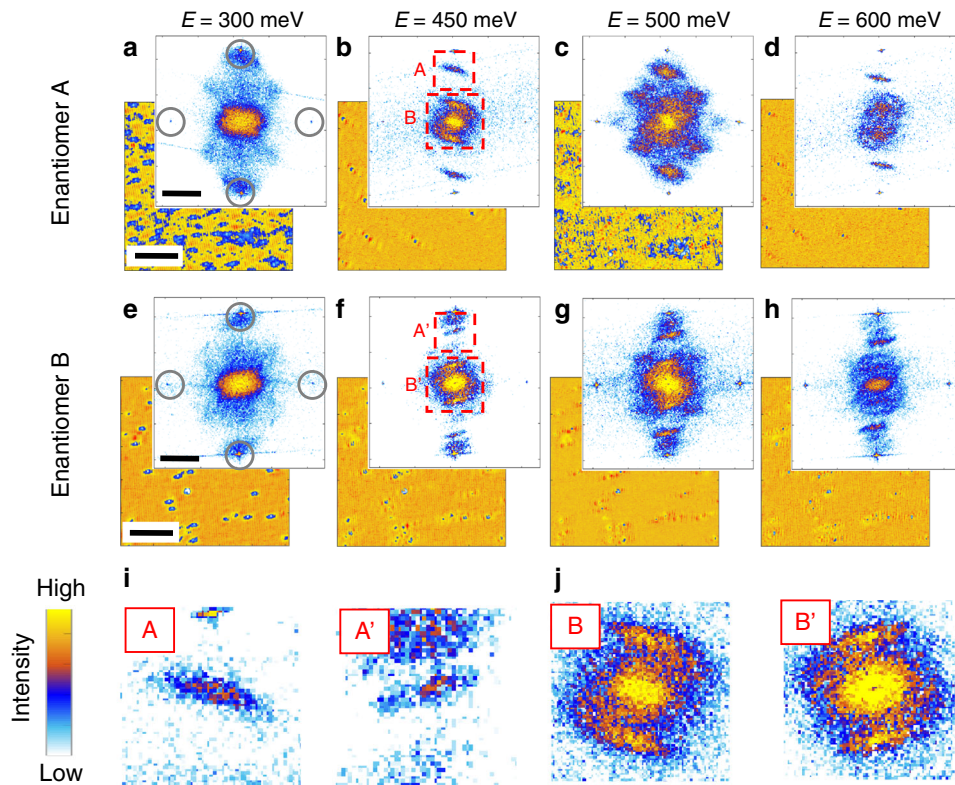 E = 300 meV
E = 450 meV
E = 500 meV
E = 600 meV
Enantiomer A
a
b
c
d
A
B
Enantiomer B
e
f
g
h
A'
B'
i
j
High
Intensity
Low
A
A'
B
B'